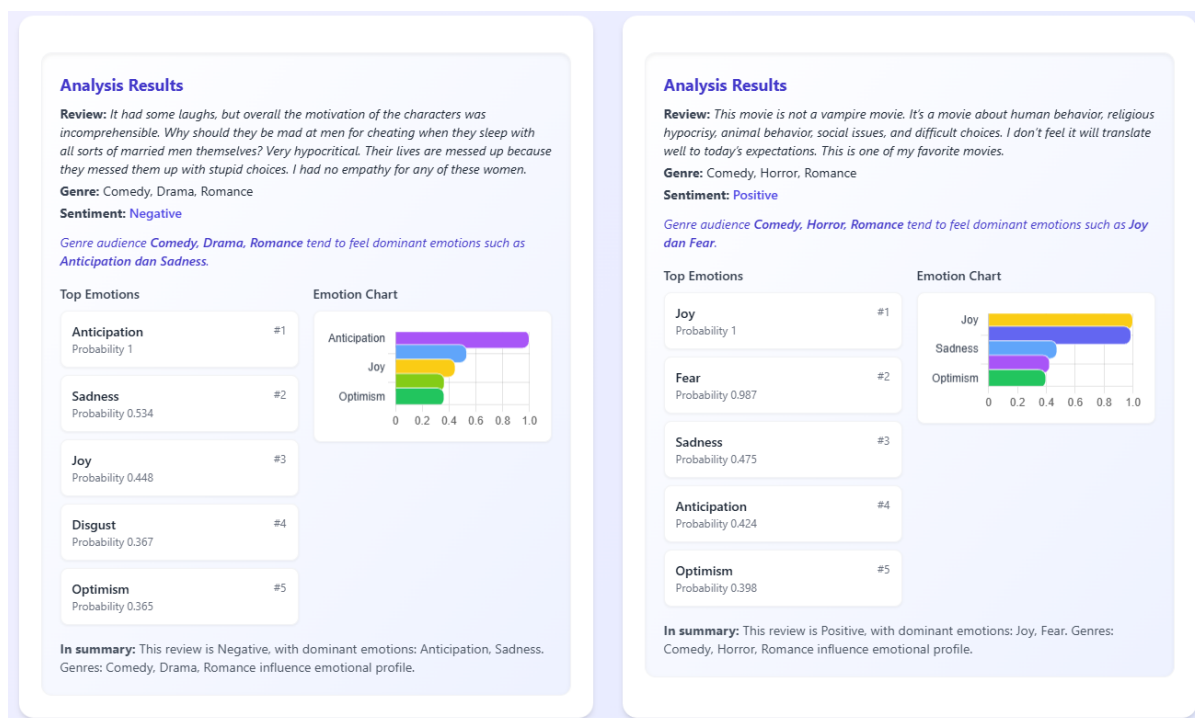 Analysis Results
Review: It had some laughs, but overall the motivation of the characters was
incomprehensible. Why should they be mad at men for cheating when they sleep with
all sorts of married men themselves? Very hypocritical. Their lives are messed up because
they messed them up with stupid choices. I had no empathy for any of these women.
Genre: Comedy, Drama, Romance
Sentiment: Negative
Genre audience Comedy, Drama, Romance tend to feel dominant emotions such as
Anticipation dan Sadness.
Top Emotions
Anticipation #1
Probability 1
Sadness #2
Probability 0.534
Joy #3
Probability 0.448
Disgust #4
Probability 0.367
Optimism #5
Probability 0.365
Emotion Chart
Anticipation
Joy
Optimism
0 0.2 0.4 0.6 0.8 1.0
In summary: This review is Negative, with dominant emotions: Anticipation, Sadness.
Genres: Comedy, Drama, Romance influence emotional profile.
Analysis Results
Review: This movie is not a vampire movie. It's a movie about human behavior, religious
hypocrisy, animal behavior, social issues, and difficult choices. I don't feel it will translate
well to today's expectations. This is one of my favorite movies.
Genre: Comedy, Horror, Romance
Sentiment: Positive
Genre audience Comedy, Horror, Romance tend to feel dominant emotions such as Joy
dan Fear.
Top Emotions
Joy #1
Probability 1
Fear #2
Probability 0.987
Sadness #3
Probability 0.475
Anticipation #4
Probability 0.424
Optimism #5
Probability 0.398
Emotion Chart
Joy
Sadness
Optimism
0 0.2 0.4 0.6 0.8 1.0
In summary: This review is Positive, with dominant emotions: Joy, Fear. Genres:
Comedy, Horror, Romance influence emotional profile.